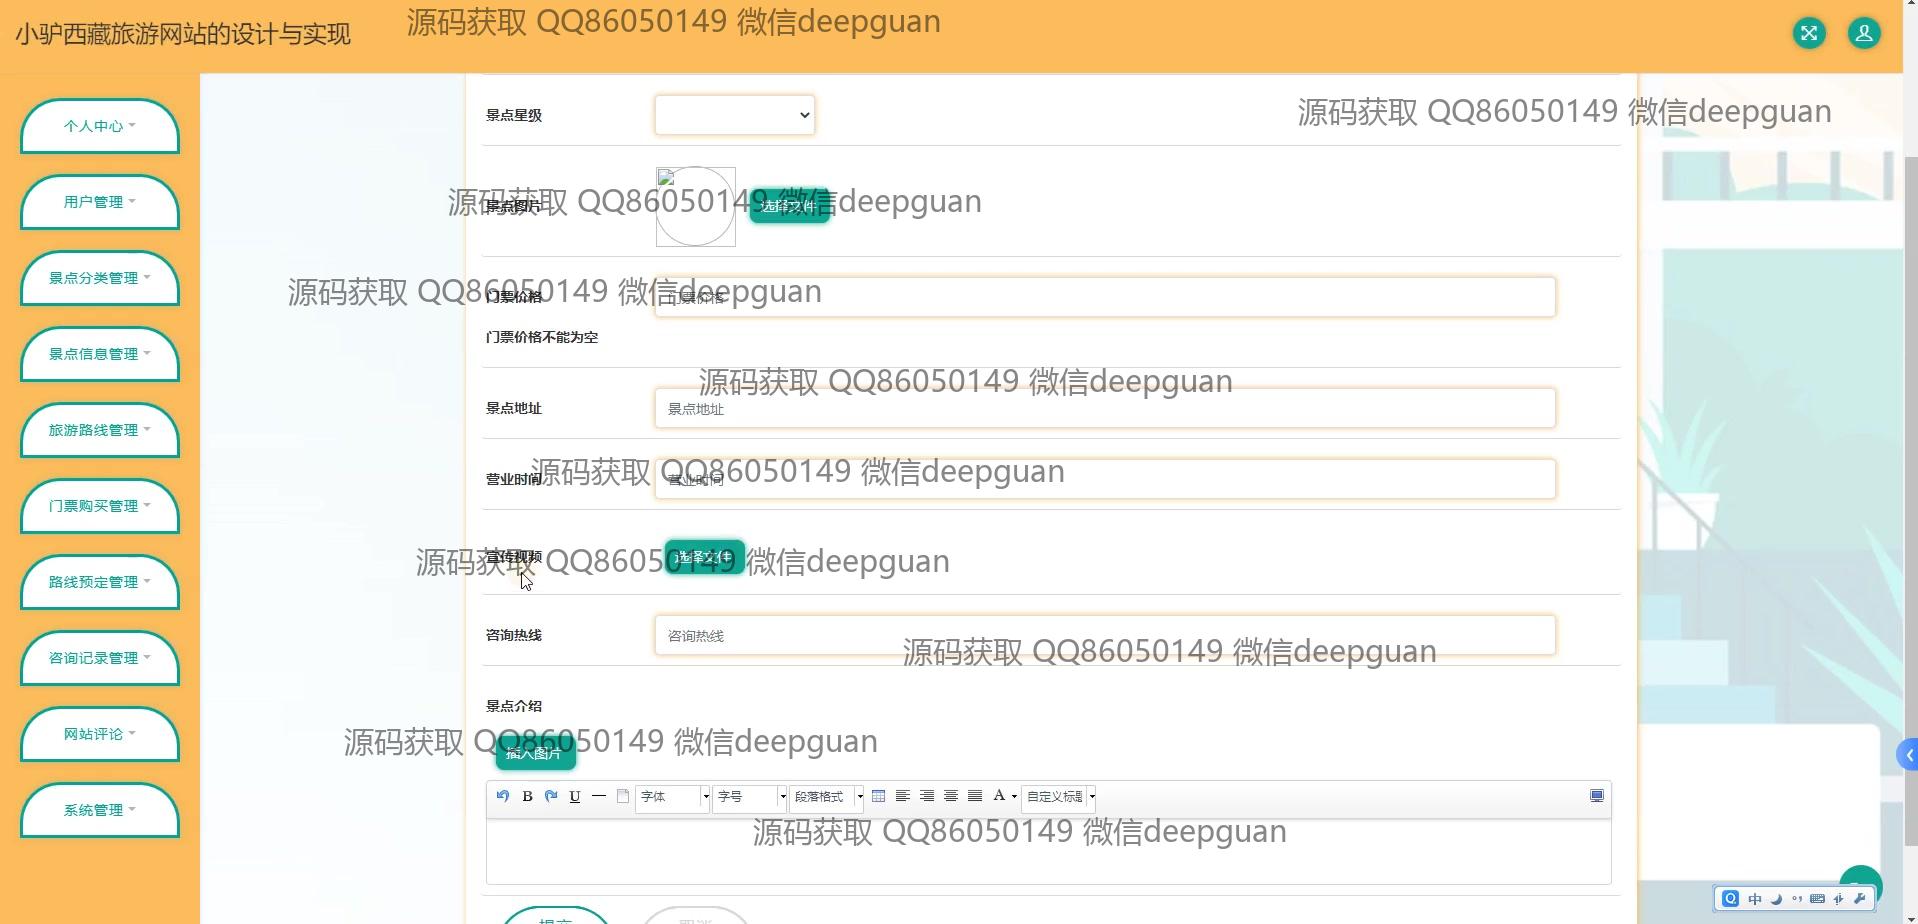 小驴西藏旅游网站的设计与实现
源码获取 QQ86050149 微信deepguan
个人中心
用户管理
景点分类管理
景点信息管理
旅游路线管理
门票购买管理
路线预定管理
咨询记录管理
网站评论
系统管理
景点星级
源码获取 QQ86050149 微信deepguan
景点图片
选择文件
源码获取 QQ86050149 微信deepguan
门票价格
门票价格
源码获取 QQ86050149 微信deepguan
门票价格不能为空
源码获取 QQ86050149 微信deepguan
景点地址
景点地址
源码获取 QQ86050149 微信deepguan
营业时间
营业时间
宣传视频
选择文件
源码获取 QQ86050149 微信deepguan
咨询热线
咨询热线
源码获取 QQ86050149 微信deepguan
景点介绍
源码获取 QQ86050149 微信deepguan
插入图片
B U 字体 字号 段落格式 A 自定义标题
源码获取 QQ86050149 微信deepguan
提交 取消
中